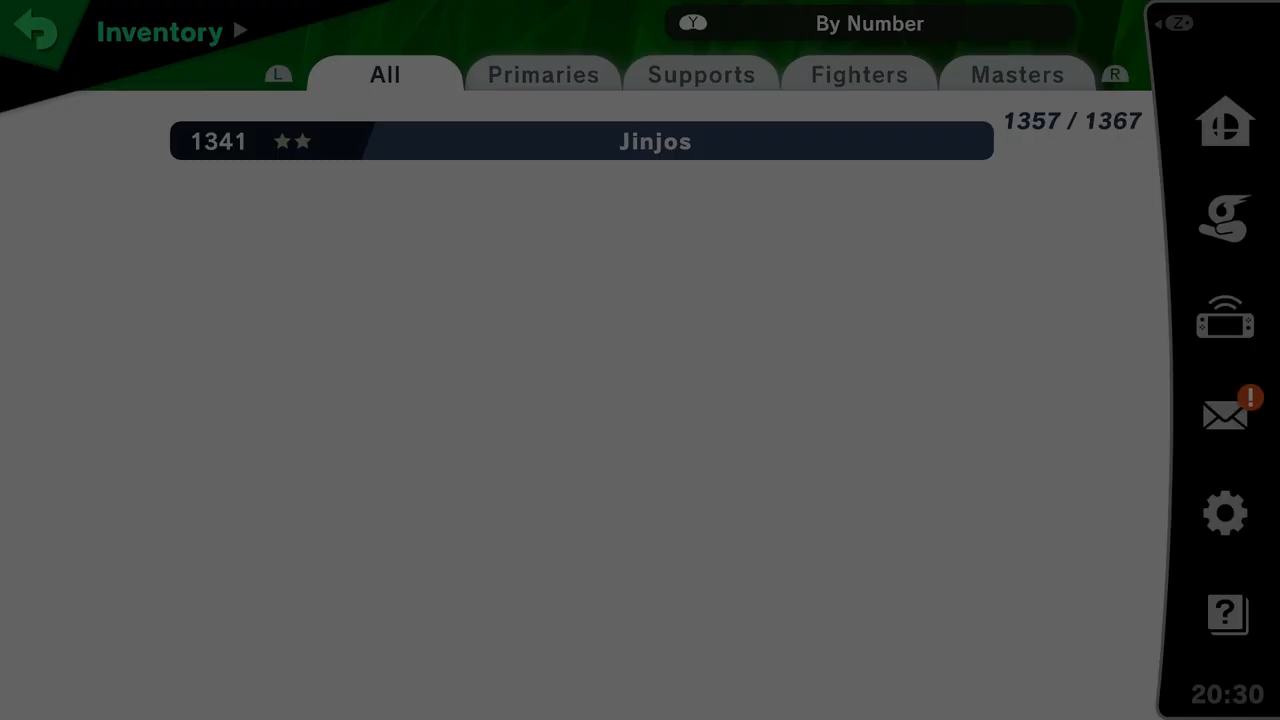 Inventory
Y By Number
Z
L All Primaries Supports Fighters Masters R
1341 ★★ Jinjos
1357 / 1367
!
?
20:30